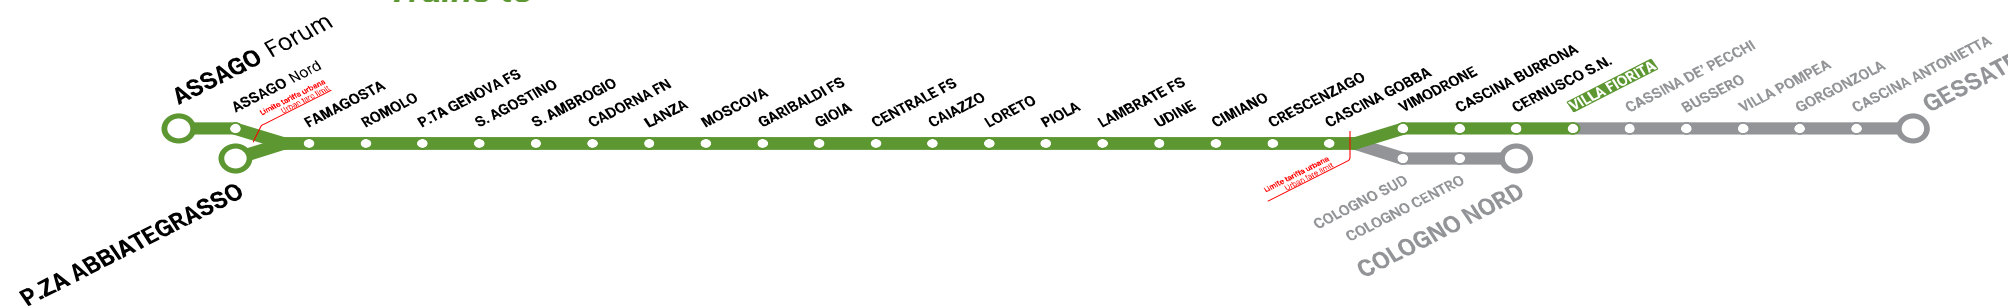 Trains to
ASSAGO Forum
ASSAGO Nord
Limite tariffa urbana
Urban fare limit
FAMAGOSTA
ROMOLO
P.TA GENOVA FS
S. AGOSTINO
S. AMBROGIO
CADORNA FN
LANZA
MOSCOVA
GARIBALDI FS
GIOIA
CENTRALE FS
CAIAZZO
LORETO
PIOLA
LAMBRATE FS
UDINE
CIMIANO
CRESCENZAGO
CASCINA GOBBA
VIMODRONE
CASCINA BURRONA
CERNUSCO S.N.
VILLA FIORITA
CASSINA DE' PECCHI
BUSSERO
VILLA POMPEA
GORGONZOLA
CASCINA ANTONIETTA
GESSATE
P.ZA ABBIATEGRASSO
Limite tariffa urbana
Urban fare limit
COLOGNO SUD
COLOGNO CENTRO
COLOGNO NORD